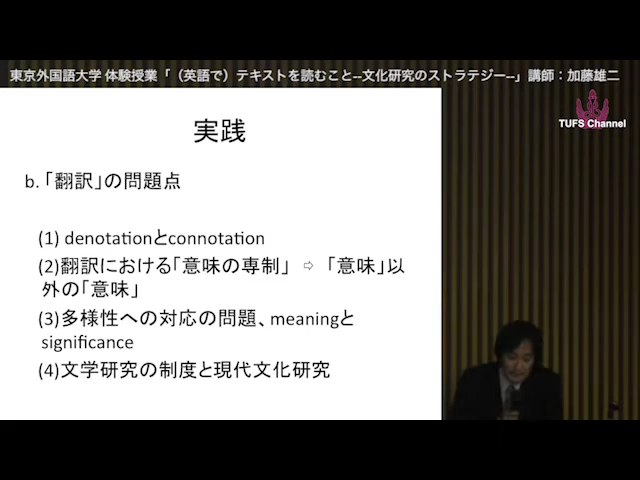 東京外国語大学 体験授業「（英語で）テキストを読むこと--文化研究のストラテジー--」講師：加藤雄二
TUFS Channel
実践
b.「翻訳」の問題点
(1) denotationとconnotation
(2)翻訳における「意味の専制」 ⇨ 「意味」以
外の「意味」
(3)多様性への対応の問題、meaningと
significance
(4)文学研究の制度と現代文化研究